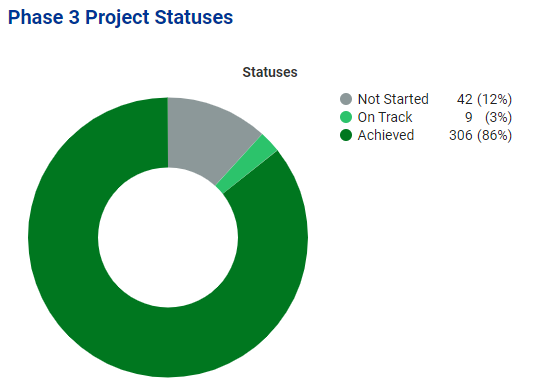 Phase 3 Project Statuses
Statuses
Not Started 42 (12%)
On Track 9 (3%)
Achieved 306 (86%)